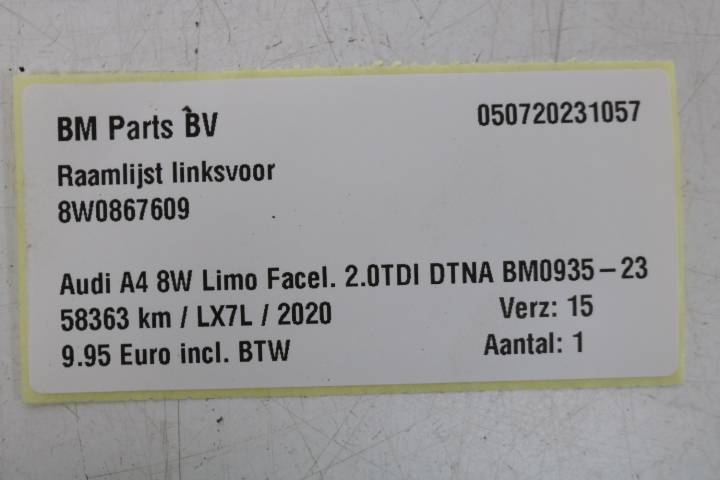 BM Parts BV 050720231057
Raamlijst linksvoor
8W0867609
Audi A4 8W Limo Facel. 2.0TDI DTNA BM0935-23
58363 km / LX7L / 2020 Verz: 15
9.95 Euro incl. BTW Aantal: 1